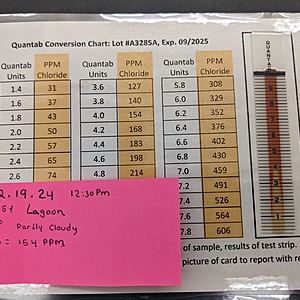 Quantab Conversion Chart: Lot #A3285A, Exp. 09/2025
Quantab Units PPM Chloride Quantab Units PPM Chloride Quantab Units PPM Chloride
1.4 31 3.6 127 5.8 308
1.6 37 3.8 140 6.0 329
1.8 43 4.0 154 6.2 352
2.0 50 4.2 168 6.4 376
2.2 57 4.4 183 6.6 402
2.4 65 4.6 198 6.8 430
2.6 74 4.8 214 7.0 459
7.2 491
7.4 526
7.6 564
7.8 606
2.19.24 12:30pm
Lagoon
Partly Cloudy
= 154 PPM
of sample, results of test strip.
picture of card to report with re
QUANTAB